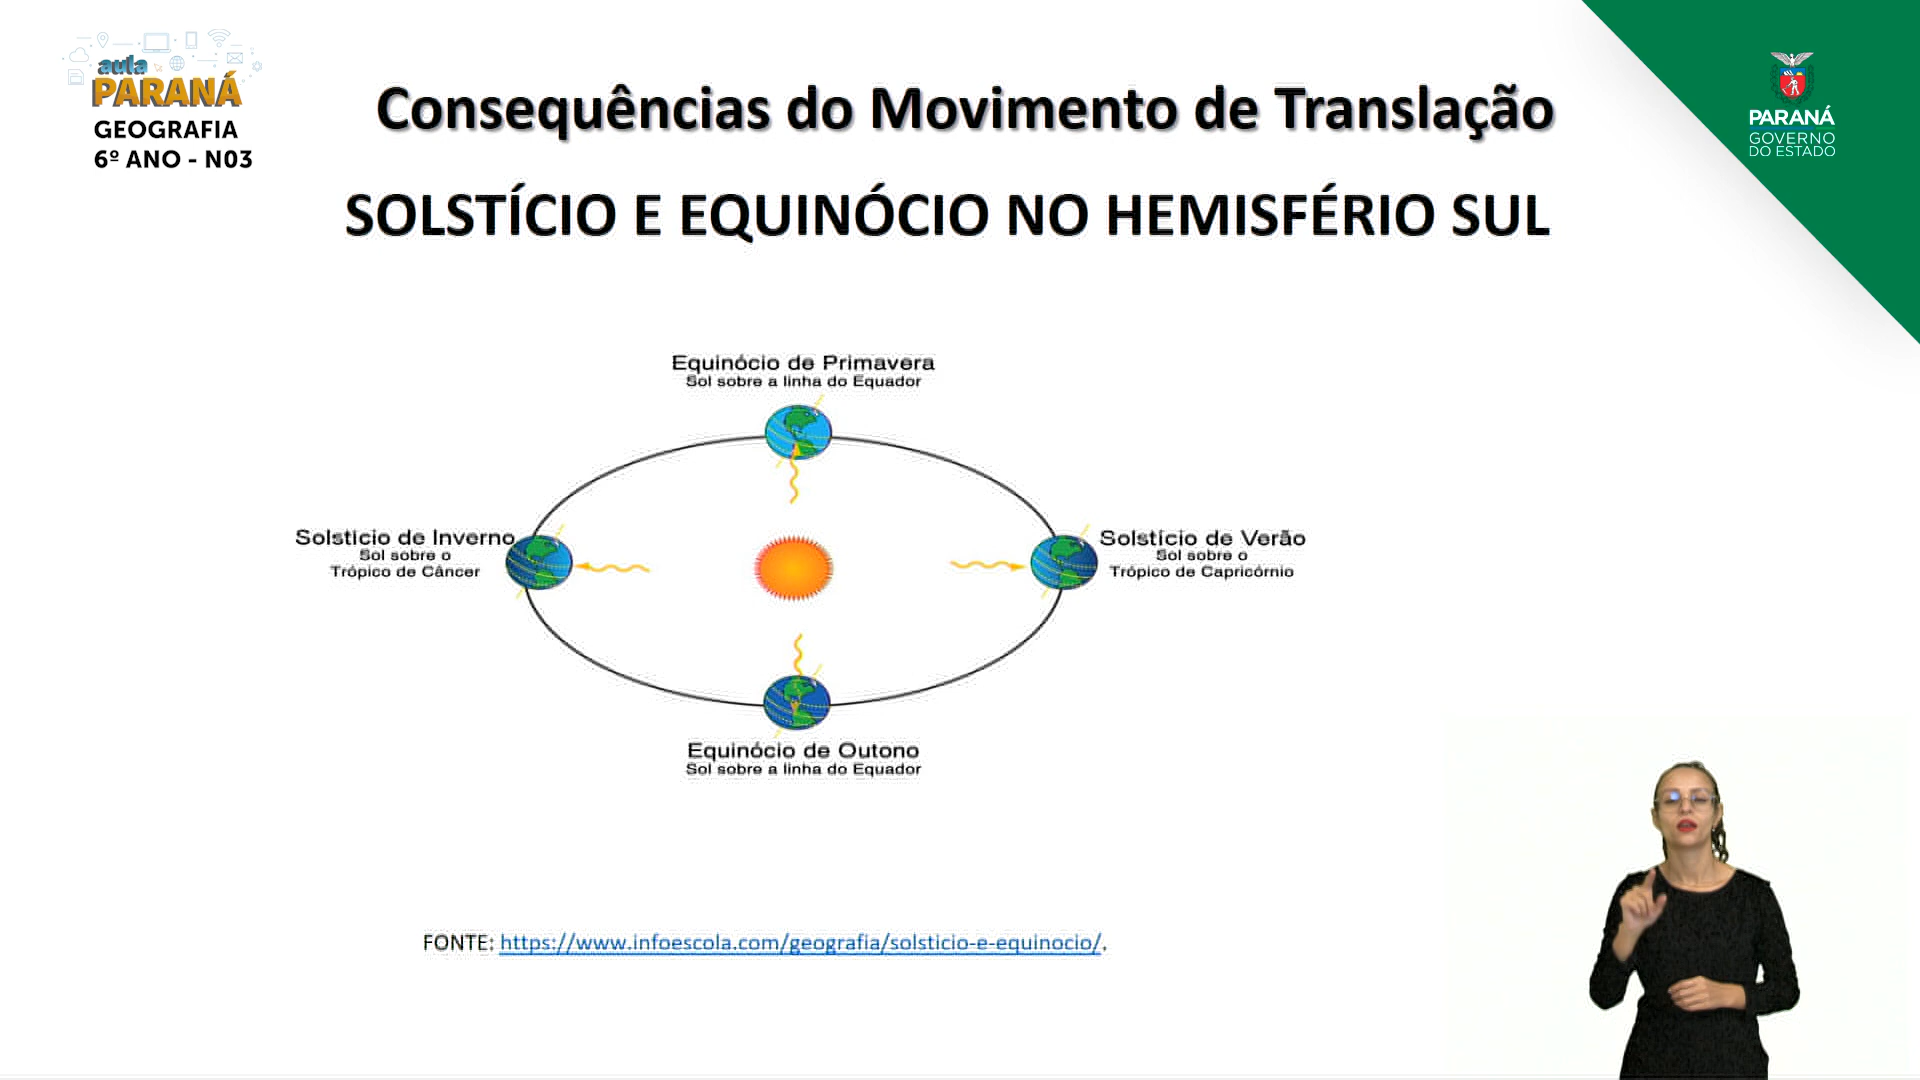 aula
PARANÁ
GEOGRAFIA
6º ANO - N03
Consequências do Movimento de Translação
PARANÁ
GOVERNO
DO ESTADO
SOLSTÍCIO E EQUINÓCIO NO HEMISFÉRIO SUL
Equinócio de Primavera
Sol sobre a linha do Equador
Solstício de Inverno
Sol sobre o
Trópico de Câncer
Solstício de Verão
Sol sobre o
Trópico de Capricórnio
Equinócio de Outono
Sol sobre a linha do Equador
FONTE: https://www.infoescola.com/geografia/solsticio-e-equinocio/.